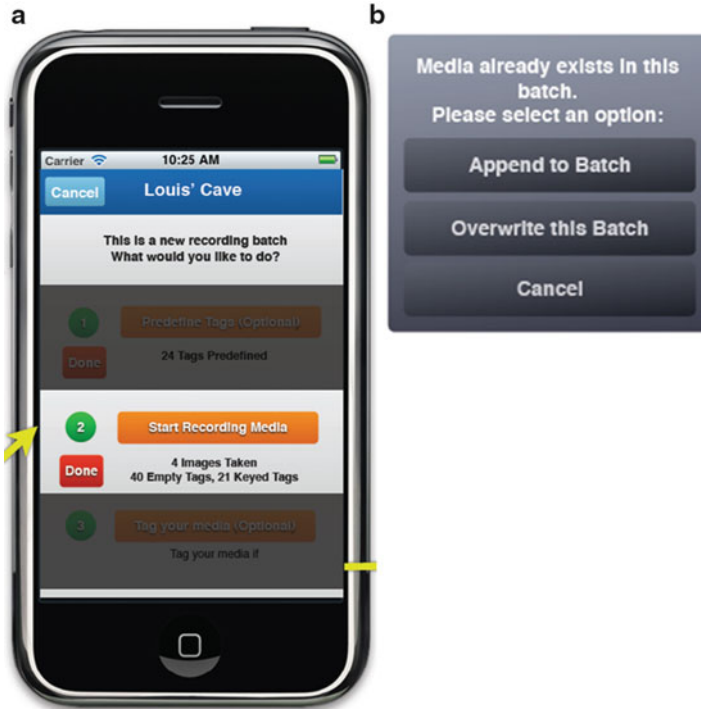 a
Carrier
10:25 AM
Cancel
Louis' Cave
This is a new recording batch
What would you like to do?
1
Predefine Tags (Optional)
Done
24 Tags Predefined
2
Start Recording Media
Done
4 Images Taken
40 Empty Tags, 21 Keyed Tags
3
Tag your media (Optional)
Tag your media if
b
Media already exists in this
batch.
Please select an option:
Append to Batch
Overwrite this Batch
Cancel